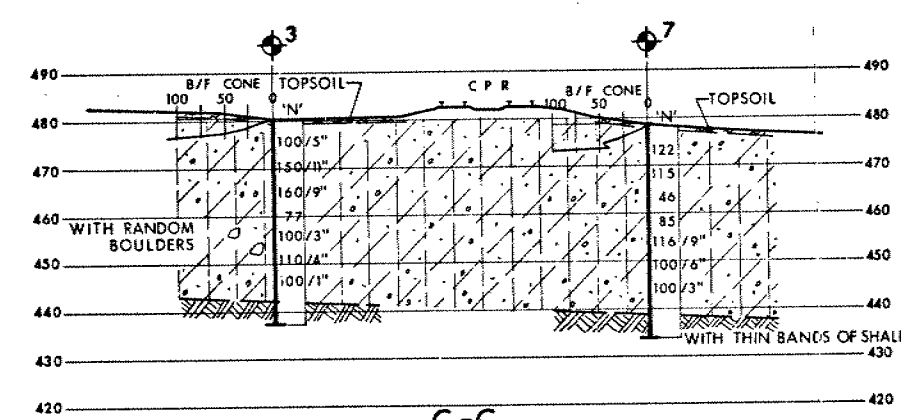 3 7
490 490
B/F CONE TOPSOIL C P R B/F CONE
100 50 0 100 50 0
'N' 'N' TOPSOIL
480 480
100/5" 122
150/11" 115
470 470
160/9" 46
77 85
460 460
WITH RANDOM
BOULDERS
100/3" 116/9"
110/4" 100/6"
450 450
100/1" 100/3"
440 440
WITH THIN BANDS OF SHALE
430 430
420 420
C-C